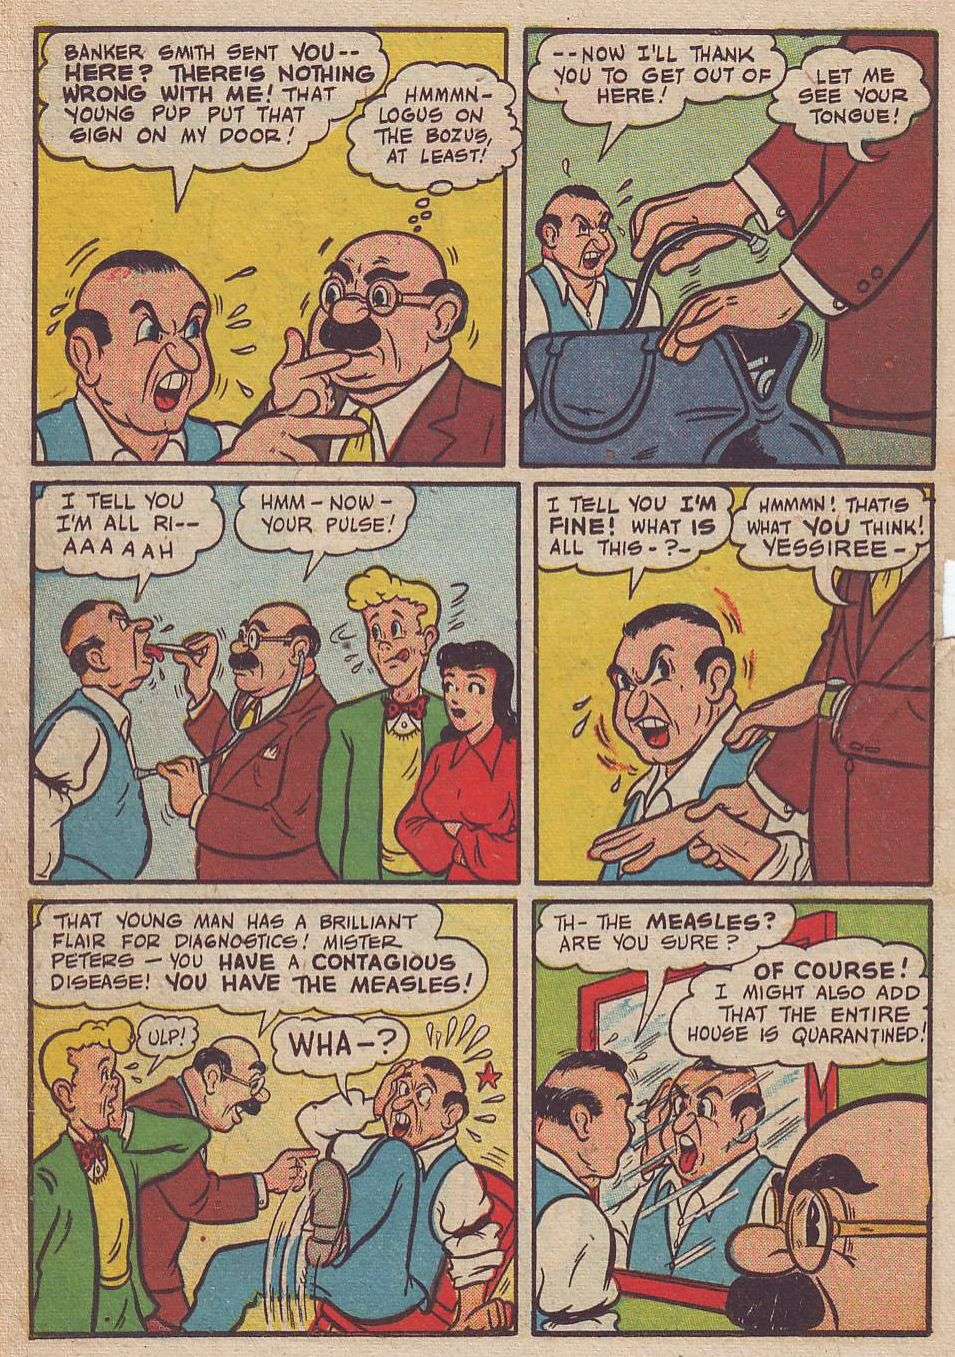 BANKER SMITH SENT YOU--
HERE? THERE'S NOTHING
WRONG WITH ME! THAT
YOUNG PUP PUT THAT
SIGN ON MY DOOR!
HMMMN-
LOGUS ON
THE BOZUS,
AT LEAST!
--NOW I'LL THANK
YOU TO GET OUT OF
HERE!
LET ME
SEE YOUR
TONGUE!
I TELL YOU
I'M ALL RI--
AAAAAH
HMM-NOW-
YOUR PULSE!
I TELL YOU I'M
FINE! WHAT IS
ALL THIS-?-
HMMMN! THAT'S
WHAT YOU THINK!
YESSIREE-
THAT YOUNG MAN HAS A BRILLIANT
FLAIR FOR DIAGNOSTICS! MISTER
PETERS - YOU HAVE A CONTAGIOUS
DISEASE! YOU HAVE THE MEASLES!
ULP!
WHA-?
TH- THE MEASLES?
ARE YOU SURE?
OF COURSE!
I MIGHT ALSO ADD
THAT THE ENTIRE
HOUSE IS QUARANTINED!